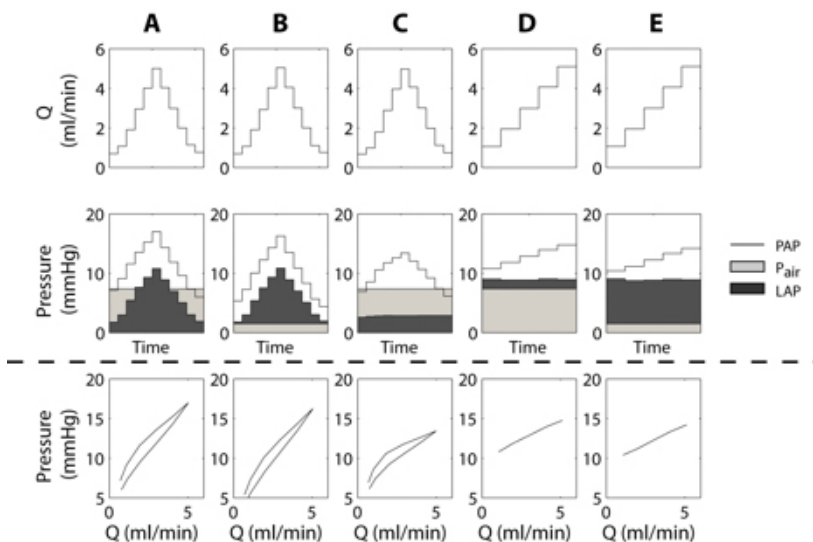 A B C D E
6 6 6 6 6
4 4 4 4 4
2 2 2 2 2
0 0 0 0 0
Q
(ml/min)
20 20 20 20 20
10 10 10 10 10
0 0 0 0 0
Pressure
(mmHg)
Time Time Time Time Time
PAP
Pair
LAP
20 20 20 20 20
15 15 15 15 15
10 10 10 10 10
5 5 5 5 5
Pressure
(mmHg)
0 5 0 5 0 5 0 5 0 5
Q (ml/min) Q (ml/min) Q (ml/min) Q (ml/min) Q (ml/min)